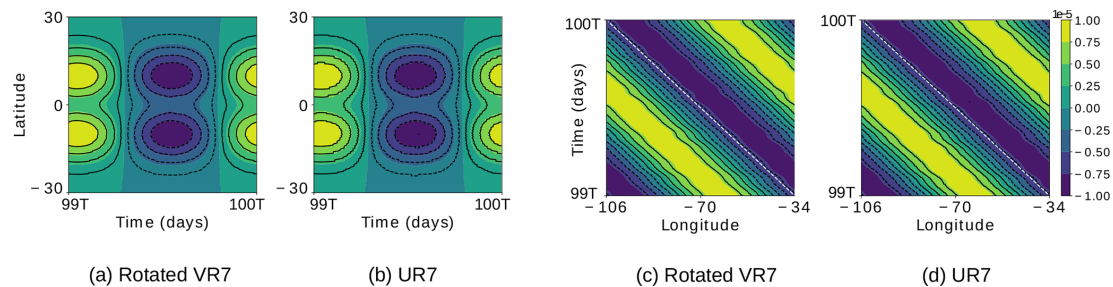 30
0
− 30
Latitude
99T
100T
Time (days)
(a) Rotated VR7
30
0
− 30
99T
100T
Time (days)
(b) UR7
100T
99T
Time (days)
− 106
− 70
− 34
Longitude
(c) Rotated VR7
100T
99T
− 106
− 70
− 34
Longitude
(d) UR7
1e−5
1.00
0.75
0.50
0.25
0.00
− 0.25
− 0.50
− 0.75
− 1.00